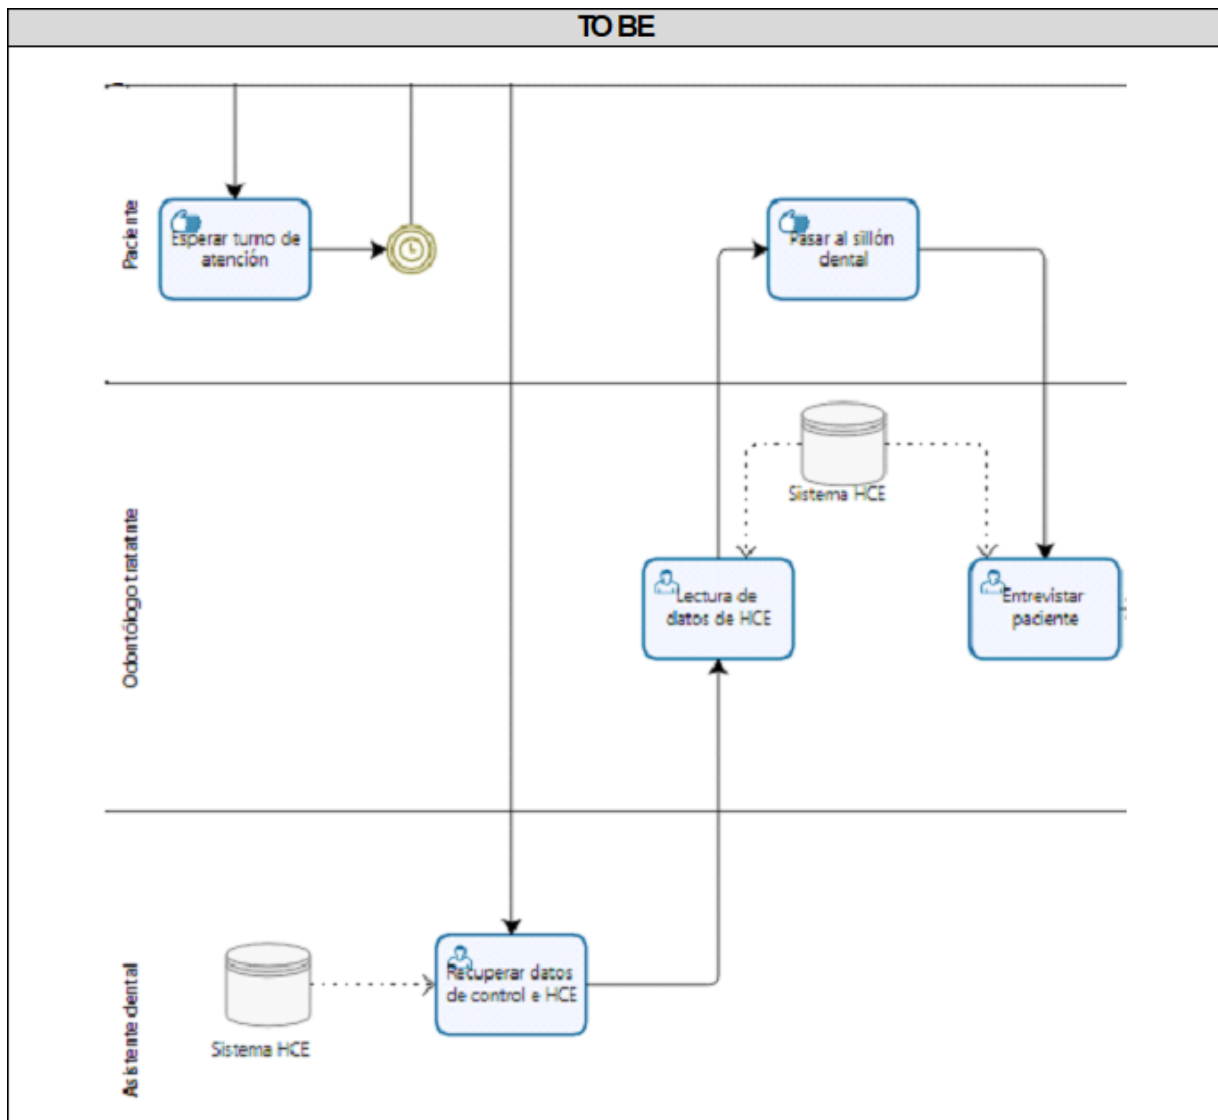 TO BE
Paciente
Esperar turno de
atención
Pasar al sillón
dental
Odontólogo tratatnte
Sistema HCE
Lectura de
datos de HCE
Entrevistar
paciente
Asistente dental
Sistema HCE
Recuperar datos
de control e HCE